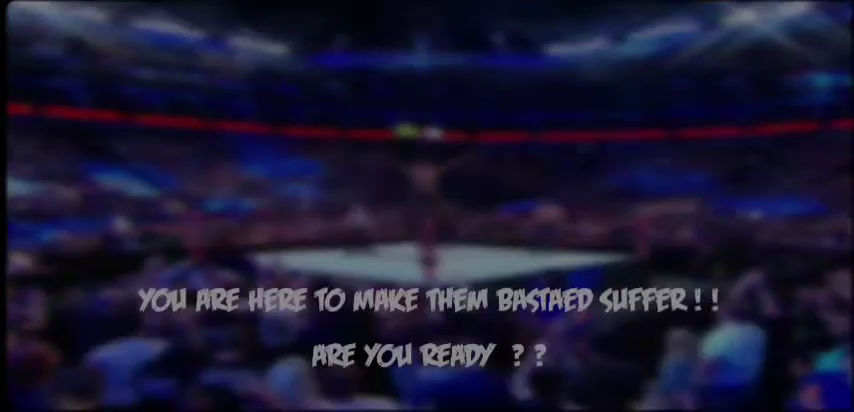 YOU ARE HERE TO MAKE THEM BASTAED SUFFER!!
ARE YOU READY ??